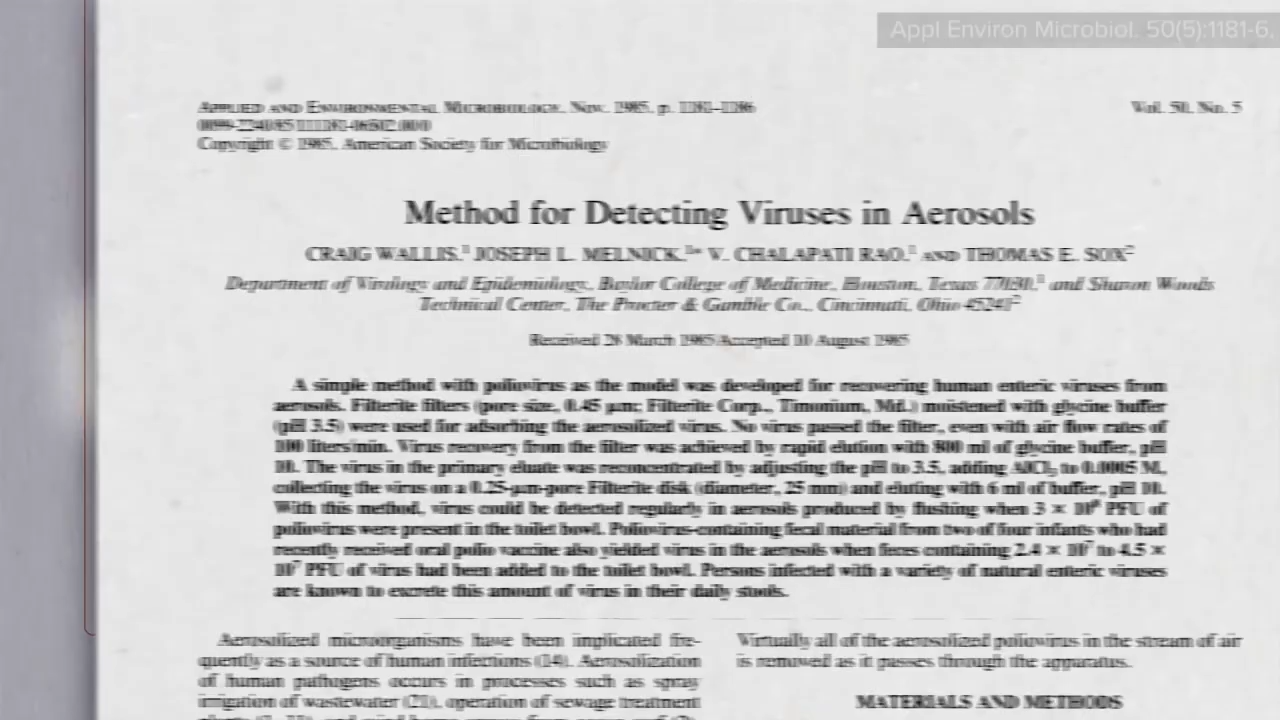 Appl Environ Microbiol. 50(5):1181-6,
APPLIED AND ENVIRONMENTAL MICROBIOLOGY, Nov. 1985, p. 1181–1186
Vol. 50, No. 5
0099-2240/85/111181-06$02.00/0
Copyright © 1985, American Society for Microbiology
Method for Detecting Viruses in Aerosols
CRAIG WALLIS,1 JOSEPH L. MELNICK,1* V. CHALAPATI RAO,1 AND THOMAS E. SOX2
Department of Virology and Epidemiology, Baylor College of Medicine, Houston, Texas 77030,1 and Sharon Woods
Technical Center, The Procter & Gamble Co., Cincinnati, Ohio 452412
Received 28 March 1985/Accepted 10 August 1985
A simple method with poliovirus as the model was developed for recovering human enteric viruses from
aerosols. Filterite filters (pore size, 0.45 μm; Filterite Corp., Timonium, Md.) moistened with glycine buffer
(pH 3.5) were used for adsorbing the aerosolized virus. No virus passed the filter, even with air flow rates of
100 liters/min. Virus recovery from the filter was achieved by rapid elution with 800 ml of glycine buffer, pH
10. The virus in the primary eluate was reconcentrated by adjusting the pH to 3.5, adding AlCl3 to 0.0005 M,
collecting the virus on a 0.25-μm-pore Filterite disk (diameter, 25 mm) and eluting with 6 ml of buffer, pH 10.
With this method, virus could be detected regularly in aerosols produced by flushing when 3 × 10 PFU of
poliovirus were present in the toilet bowl. Poliovirus-containing fecal material from two of four infants who had
recently received oral polio vaccine also yielded virus in the aerosols when feces containing 2.4 × 107 to 4.5 ×
107 PFU of virus had been added to the toilet bowl. Persons infected with a variety of natural enteric viruses
are known to excrete this amount of virus in their daily stools.
Aerosolized microorganisms have been implicated fre-
quently as a source of human infections (14). Aerosolization
of human pathogens occurs in processes such as spray
irrigation of wastewater (21), operation of sewage treatment
Virtually all of the aerosolized poliovirus in the stream of air
is removed as it passes through the apparatus.
MATERIALS AND METHODS